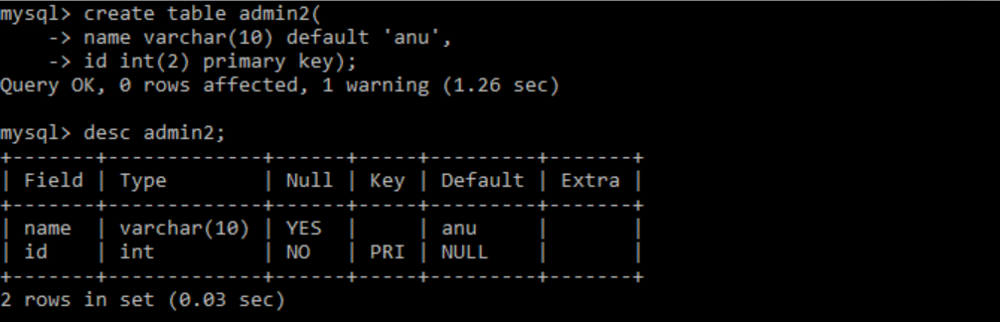 mysql> create table admin2(
    -> name varchar(10) default 'anu',
    -> id int(2) primary key);
Query OK, 0 rows affected, 1 warning (1.26 sec)

mysql> desc admin2;
+-------+-------------+------+-----+---------+-------+
| Field | Type        | Null | Key | Default | Extra |
+-------+-------------+------+-----+---------+-------+
| name  | varchar(10) | YES  |     | anu     |       |
| id    | int         | NO   | PRI | NULL    |       |
+-------+-------------+------+-----+---------+-------+
2 rows in set (0.03 sec)